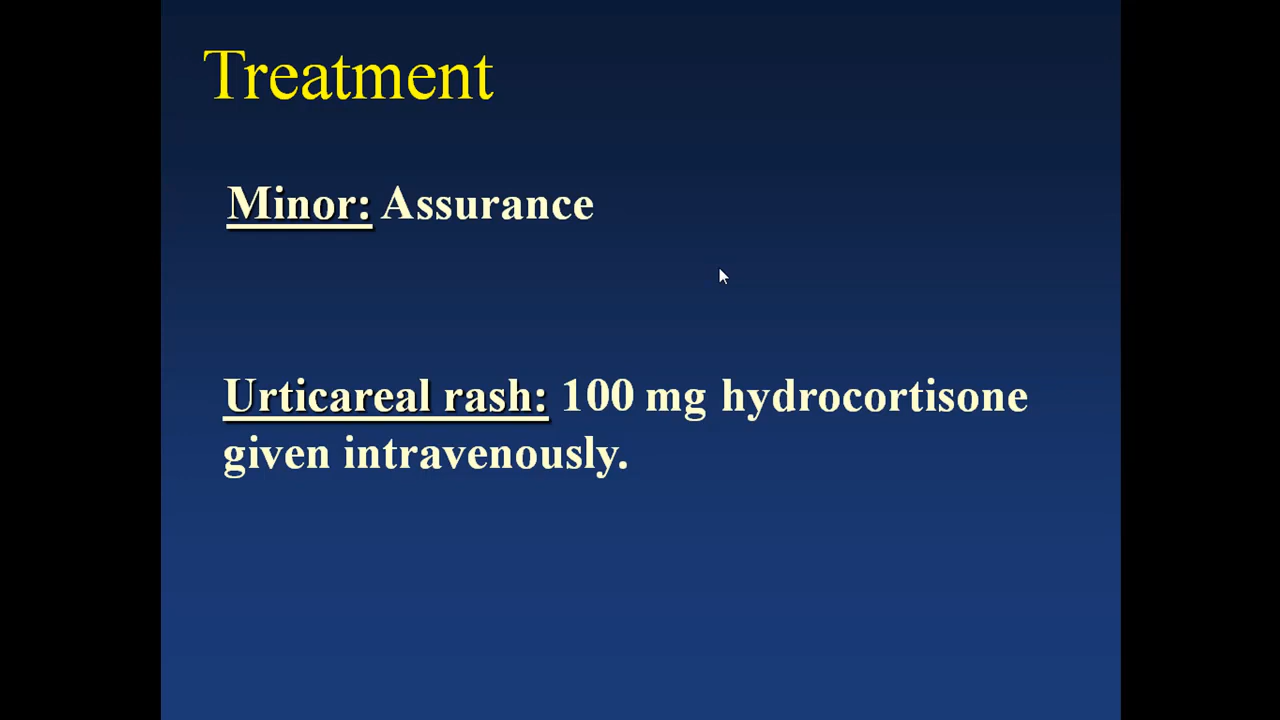 Treatment
Minor: Assurance
Urticareal rash: 100 mg hydrocortisone
given intravenously.